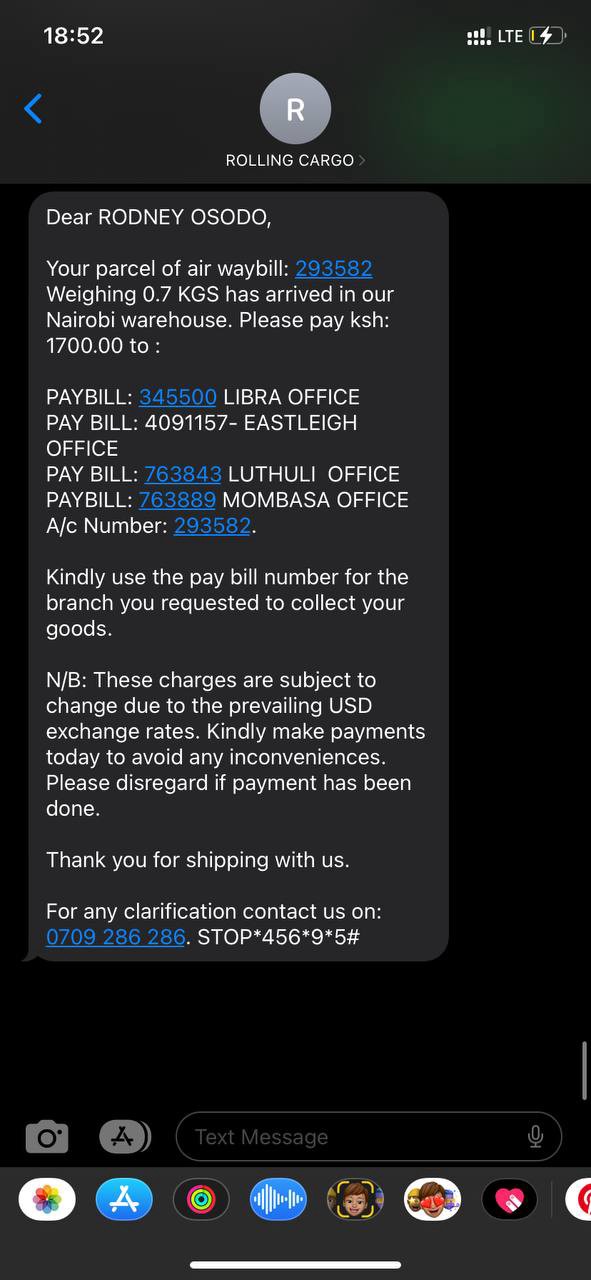 18:52
LTE
R
ROLLING CARGO
Dear RODNEY OSODO,
Your parcel of air waybill: 293582
Weighing 0.7 KGS has arrived in our
Nairobi warehouse. Please pay ksh:
1700.00 to :
PAYBILL: 345500 LIBRA OFFICE
PAY BILL: 4091157- EASTLEIGH
OFFICE
PAY BILL: 763843 LUTHULI  OFFICE
PAYBILL: 763889 MOMBASA OFFICE
A/c Number: 293582.
Kindly use the pay bill number for the
branch you requested to collect your
goods.
N/B: These charges are subject to
change due to the prevailing USD
exchange rates. Kindly make payments
today to avoid any inconveniences.
Please disregard if payment has been
done.
Thank you for shipping with us.
For any clarification contact us on:
0709 286 286. STOP*456*9*5#
Text Message